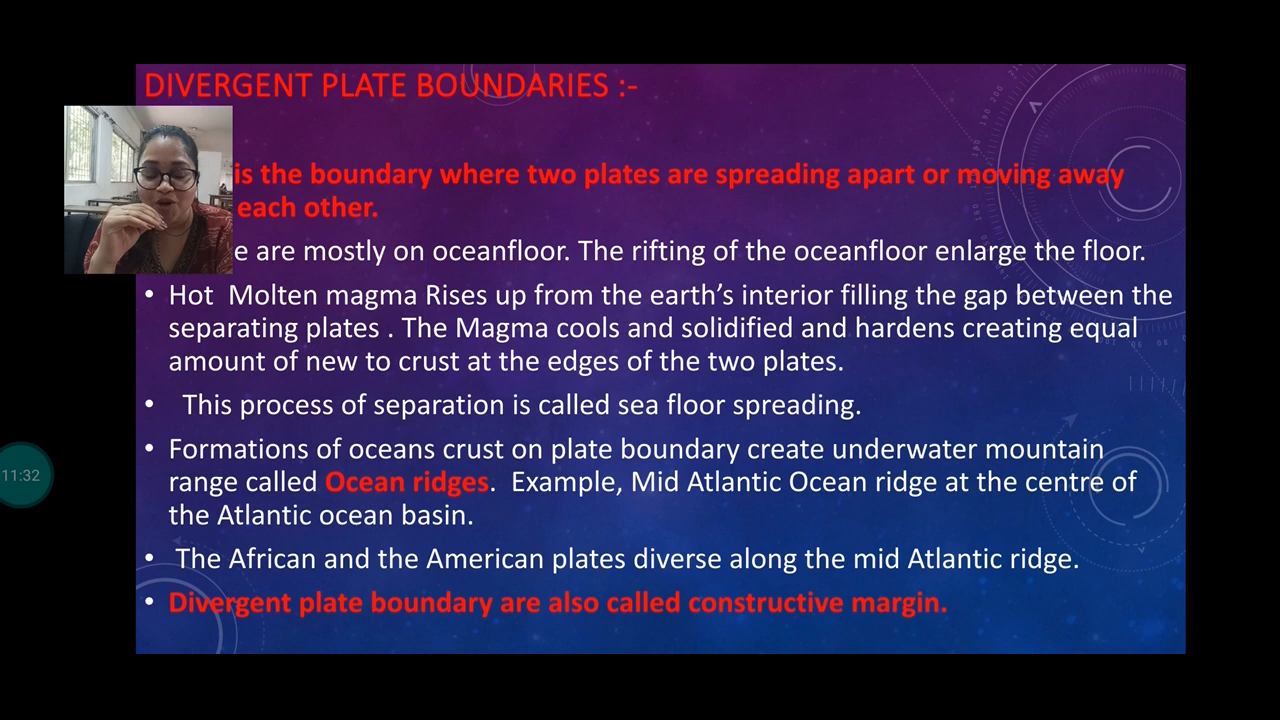 DIVERGENT PLATE BOUNDARIES :-
is the boundary where two plates are spreading apart or moving away
each other.
e are mostly on oceanfloor. The rifting of the oceanfloor enlarge the floor.
• Hot  Molten magma Rises up from the earth’s interior filling the gap between the
separating plates . The Magma cools and solidified and hardens creating equal
amount of new to crust at the edges of the two plates.
•  This process of separation is called sea floor spreading.
• Formations of oceans crust on plate boundary create underwater mountain
range called Ocean ridges.  Example, Mid Atlantic Ocean ridge at the centre of
the Atlantic ocean basin.
•  The African and the American plates diverse along the mid Atlantic ridge.
• Divergent plate boundary are also called constructive margin.
11:32